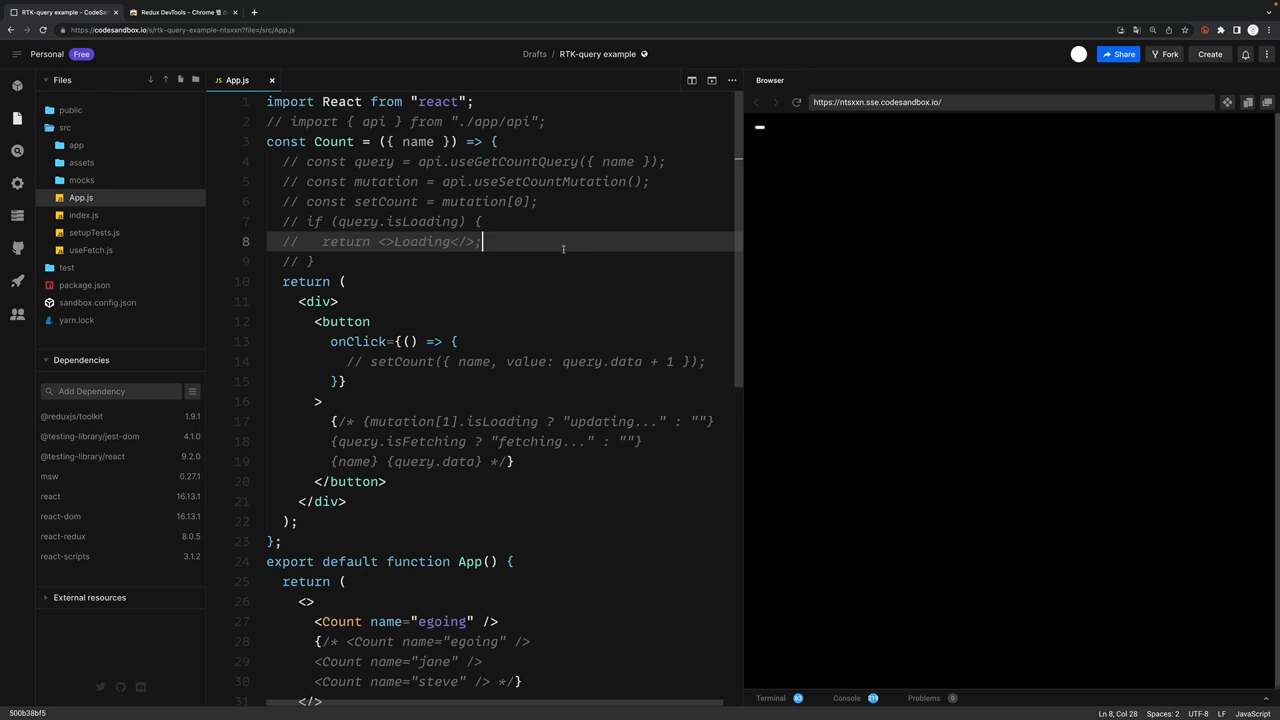 RTK-query example – CodeSan
Redux DevTools - Chrome 웹
https://codesandbox.io/s/rtk-query-example-ntsxxn?file=/src/App.js
Personal Free
Drafts / RTK-query example
Share
Fork
Create
Files
public
src
app
assets
mocks
App.js
index.js
setupTests.js
useFetch.js
test
package.json
sandbox.config.json
yarn.lock
Dependencies
Add Dependency
@reduxjs/toolkit 1.9.1
@testing-library/jest-dom 4.1.0
@testing-library/react 9.2.0
msw 0.27.1
react 16.13.1
react-dom 16.13.1
react-redux 8.0.5
react-scripts 3.1.2
External resources
JS App.js
1 import React from "react";
2 // import { api } from "./app/api";
3 const Count = ({ name }) => {
4 // const query = api.useGetCountQuery({ name });
5 // const mutation = api.useSetCountMutation();
6 // const setCount = mutation[0];
7 // if (query.isLoading) {
8 //   return <>Loading</>;
9 // }
10 return (
11 <div>
12 <button
13 onClick={() => {
14 // setCount({ name, value: query.data + 1 });
15 }}
16 >
17 {/* {mutation[1].isLoading ? "updating..." : ""}
18 {query.isFetching ? "fetching..." : ""}
19 {name} {query.data} */}
20 </button>
21 </div>
22 );
23 };
24 export default function App() {
25 return (
26 <>
27 <Count name="egoing" />
28 {/* <Count name="egoing" />
29 <Count name="jane" />
30 <Count name="steve" /> */}
31 </>
Browser
https://ntsxxn.sse.codesandbox.io/
Terminal 63 Console 219 Problems 0
500b38bf5
Ln 8, Col 28 Spaces: 2 UTF-8 LF JavaScript